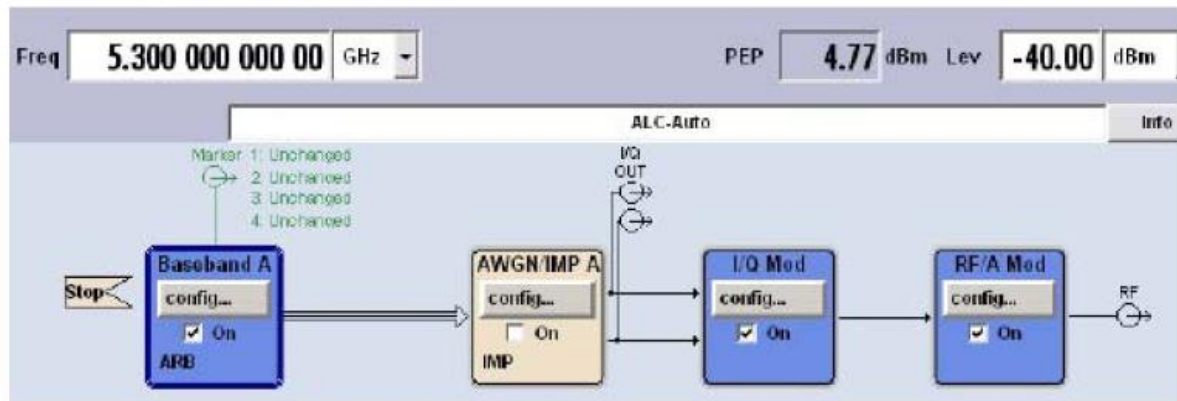 Freq 5.300 000 000 00 GHz PEP 4.77 dBm Lev -40.00 dBm
ALC-Auto Info
Marker 1: Unchanged
2: Unchanged
3: Unchanged
4: Unchanged
I/Q
OUT
Baseband A
config...
On
ARB
Stop
AWGN/IMP A
config...
On
IMP
I/Q Mod
config...
On
RF/A Mod
config...
On
RF